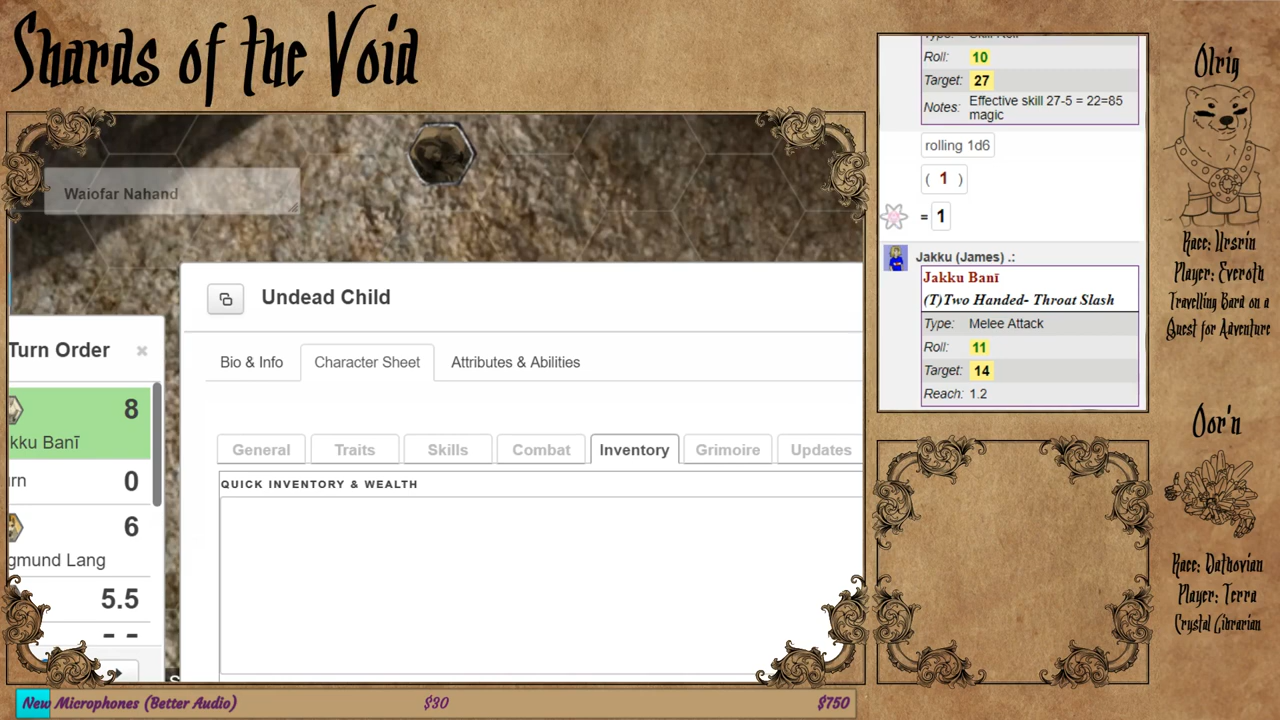 Shards of the Void
Waiofar Nahand
Undead Child
Turn Order
Bio & Info
Character Sheet
Attributes & Abilities
8
kku Banī
rn
0
6
gmund Lang
5.5
General
Traits
Skills
Combat
Inventory
Grimoire
Updates
QUICK INVENTORY & WEALTH
New Microphones (Better Audio)
$30
$750
Roll: 10
Target: 27
Notes: Effective skill 27-5 = 22=85
magic
rolling 1d6
( 1 )
= 1
Jakku (James) .:
Jakku Banī
(T)Two Handed- Throat Slash
Type: Melee Attack
Roll: 11
Target: 14
Reach: 1.2
Olrig
Race: Ursrin
Player: Everoth
Travelling Bard on a
Quest for Adventure
Oor'n
Race: Dathovian
Player: Terra
Crystal Librarian